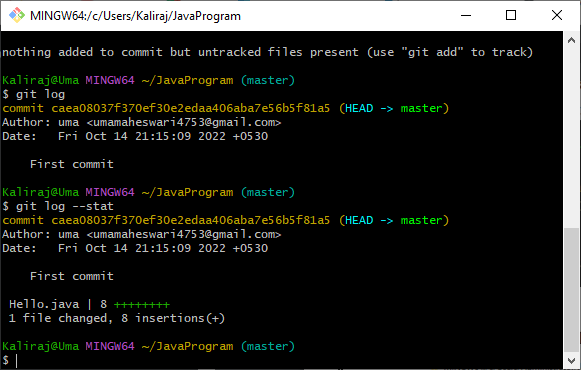 MINGW64:/c/Users/Kaliraj/JavaProgram
nothing added to commit but untracked files present (use "git add" to track)
Kaliraj@Uma MINGW64 ~/JavaProgram (master)
$ git log
commit caea08037f370ef30e2edaa406aba7e56b5f81a5 (HEAD -> master)
Author: uma <umamaheswari4753@gmail.com>
Date:   Fri Oct 14 21:15:09 2022 +0530
    First commit
Kaliraj@Uma MINGW64 ~/JavaProgram (master)
$ git log --stat
commit caea08037f370ef30e2edaa406aba7e56b5f81a5 (HEAD -> master)
Author: uma <umamaheswari4753@gmail.com>
Date:   Fri Oct 14 21:15:09 2022 +0530
    First commit
 Hello.java | 8 ++++++++
 1 file changed, 8 insertions(+)
Kaliraj@Uma MINGW64 ~/JavaProgram (master)
$